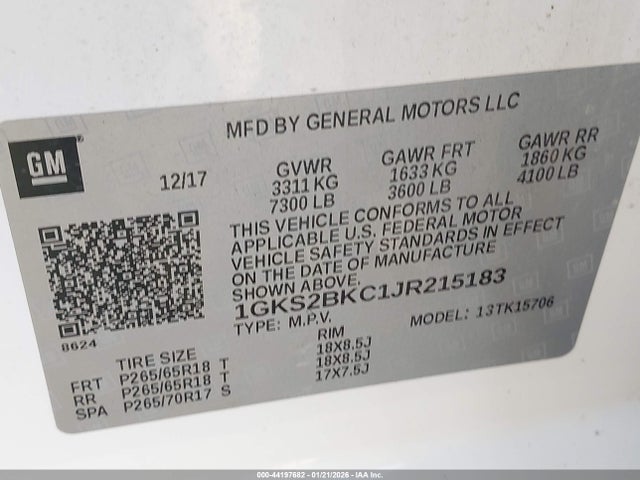 GM
MFD BY GENERAL MOTORS LLC
12/17
GVWR
3311 KG
7300 LB
GAWR FRT
1633 KG
3600 LB
GAWR RR
1860 KG
4100 LB
THIS VEHICLE CONFORMS TO ALL
APPLICABLE U.S. FEDERAL MOTOR
VEHICLE SAFETY STANDARDS IN EFFECT
ON THE DATE OF MANUFACTURE
SHOWN ABOVE.
1GKS2BKC1JR215183
TYPE: M.P.V.
MODEL: 13TK15706
8624
TIRE SIZE
RIM
FRT P265/65R18 T 18X8.5J
RR P265/65R18 T 18X8.5J
SPA P265/70R17 S 17X7.5J
000-44197682 - 01/21/2026 - IAAI.COM